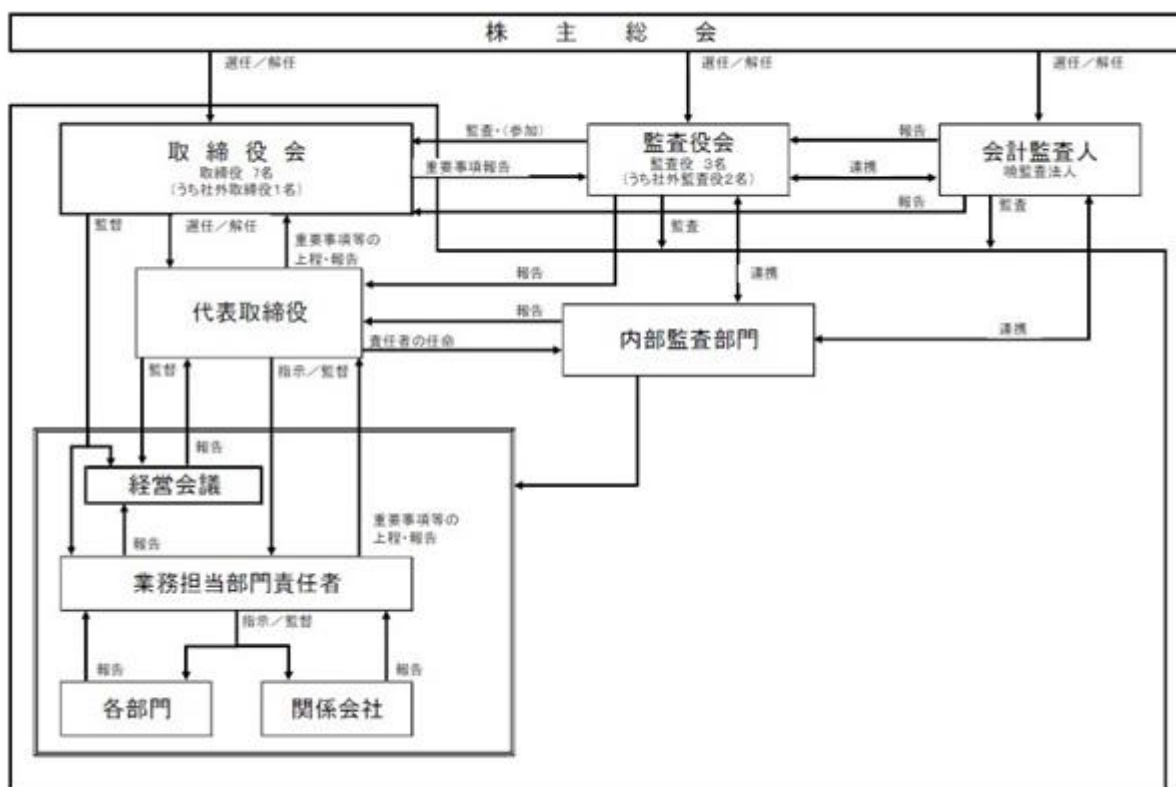 株主総会
選任／解任
選任／解任
選任／解任
取締役会
取締役 7名
(うち社外取締役1名)
監査・(参加)
重要事項報告
監査役会
監査役 3名
(うち社外監査役2名)
報告
連携
報告
会計監査人
暁監査法人
監督
選任／解任
重要事項等の
上程・報告
監査
監査
代表取締役
報告
連携
報告
責任者の任命
内部監査部門
連携
監督
指示／監督
報告
経営会議
報告
重要事項等の
上程・報告
業務担当部門責任者
指示／監督
報告
報告
各部門
関係会社